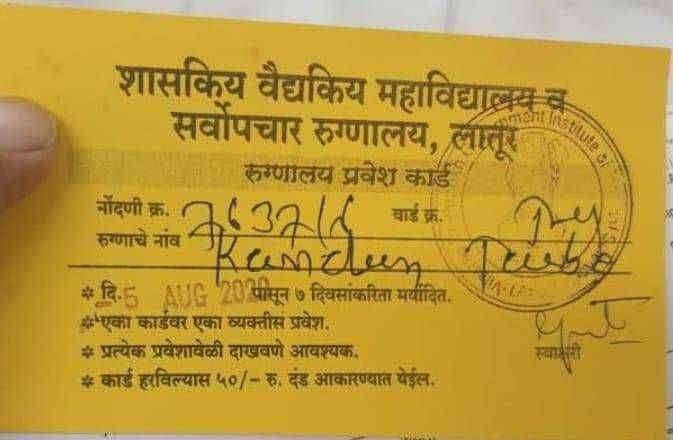 शासकिय वैद्यकिय महाविद्यालय व
सर्वोपचार रुग्णालय, लातूर
रुग्णालय प्रवेश कार्ड
नोंदणी क्र. वार्ड क्र.
रुग्णाचे नांव
* दि. 5 AUG 2020 पासून ७ दिवसांकरिता मर्यादित.
* एका कार्डवर एका व्यक्तीस प्रवेश.
* प्रत्येक प्रवेशावेळी दाखवणे आवश्यक.
स्वाक्षरी
* कार्ड हरविल्यास ५०/- रु. दंड आकारण्यात येईल.